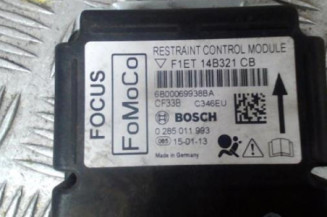 FOCUS
FoMoCo
RESTRAINT CONTROL MODULE
F1ET 14B321 CB
6B00069938BA
CF33B C346EU
BOSCH
0 285 011 993
15-01-13
Made in Germany